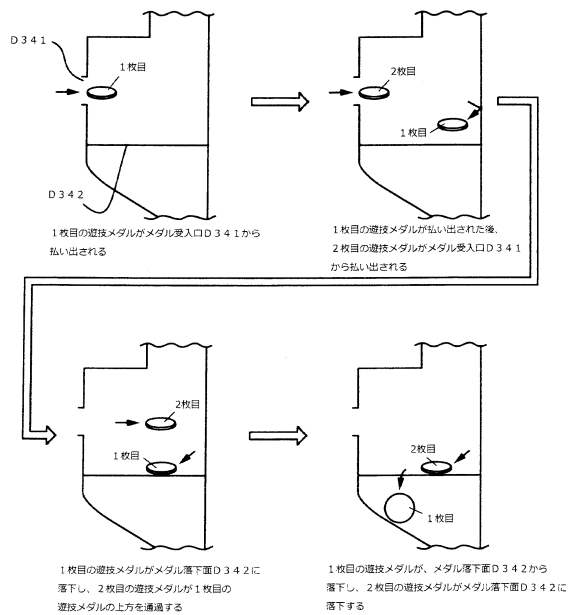 Ｄ３４１
１枚目
Ｄ３４２
１枚目の遊技メダルがメダル受入口Ｄ３４１から
払い出される
２枚目
１枚目
１枚目の遊技メダルが払い出された後、
２枚目の遊技メダルがメダル受入口Ｄ３４１
から払い出される
２枚目
１枚目
１枚目の遊技メダルがメダル落下面Ｄ３４２に
落下し、２枚目の遊技メダルが１枚目の
遊技メダルの上方を通過する
２枚目
１枚目
１枚目の遊技メダルが、メダル落下面Ｄ３４２から
落下し、２枚目の遊技メダルがメダル落下面Ｄ３４２に
落下する